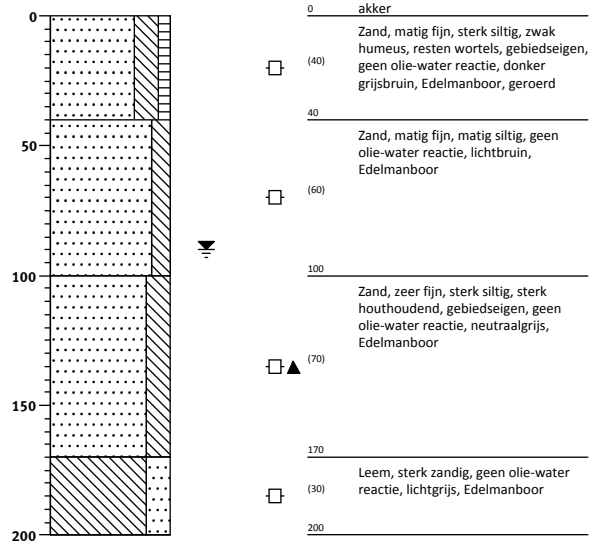 0
50
100
150
200
0 akker
Zand, matig fijn, sterk siltig, zwak
humeus, resten wortels, gebiedseigen,
(40)
geen olie-water reactie, donker
grijsbruin, Edelmanboor, geroerd
40
Zand, matig fijn, matig siltig, geen
olie-water reactie, lichtbruin,
Edelmanboor
(60)
100
Zand, zeer fijn, sterk siltig, sterk
houthoudend, gebiedseigen, geen
olie-water reactie, neutraalgrijs,
Edelmanboor
(70)
170
Leem, sterk zandig, geen olie-water
(30)
reactie, lichtgrijs, Edelmanboor
200